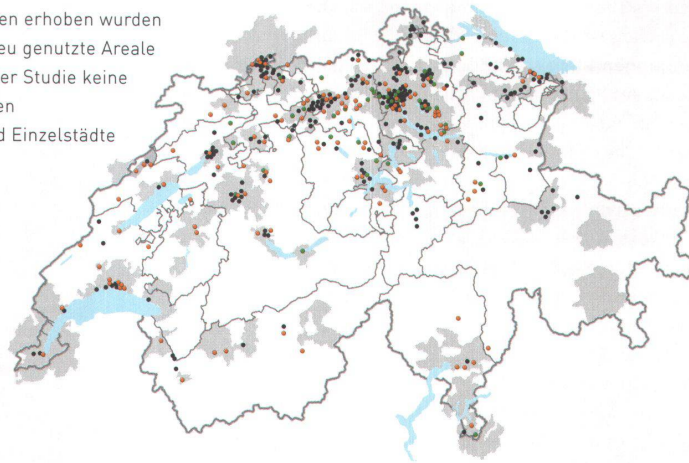 en erhoben wurden
eu genutzte Areale
er Studie keine
en
d Einzelstädte